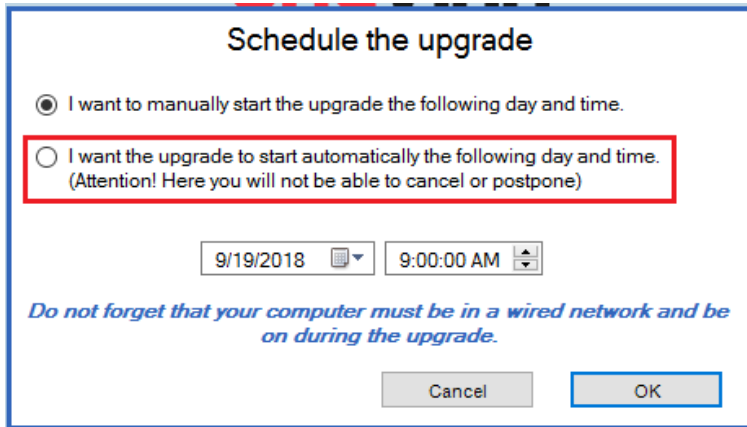 Schedule the upgrade
I want to manually start the upgrade the following day and time.
I want the upgrade to start automatically the following day and time.
(Attention! Here you will not be able to cancel or postpone)
9/19/2018 9:00:00 AM
Do not forget that your computer must be in a wired network and be
on during the upgrade.
Cancel OK